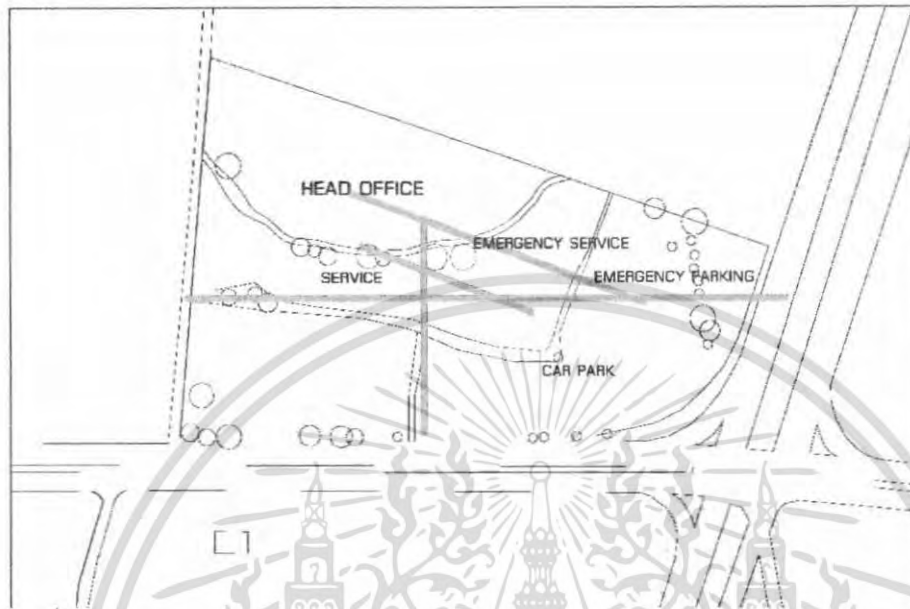 HEAD OFFICE
EMERGENCY SERVICE
SERVICE
EMERGENCY PARKING
CAR PARK